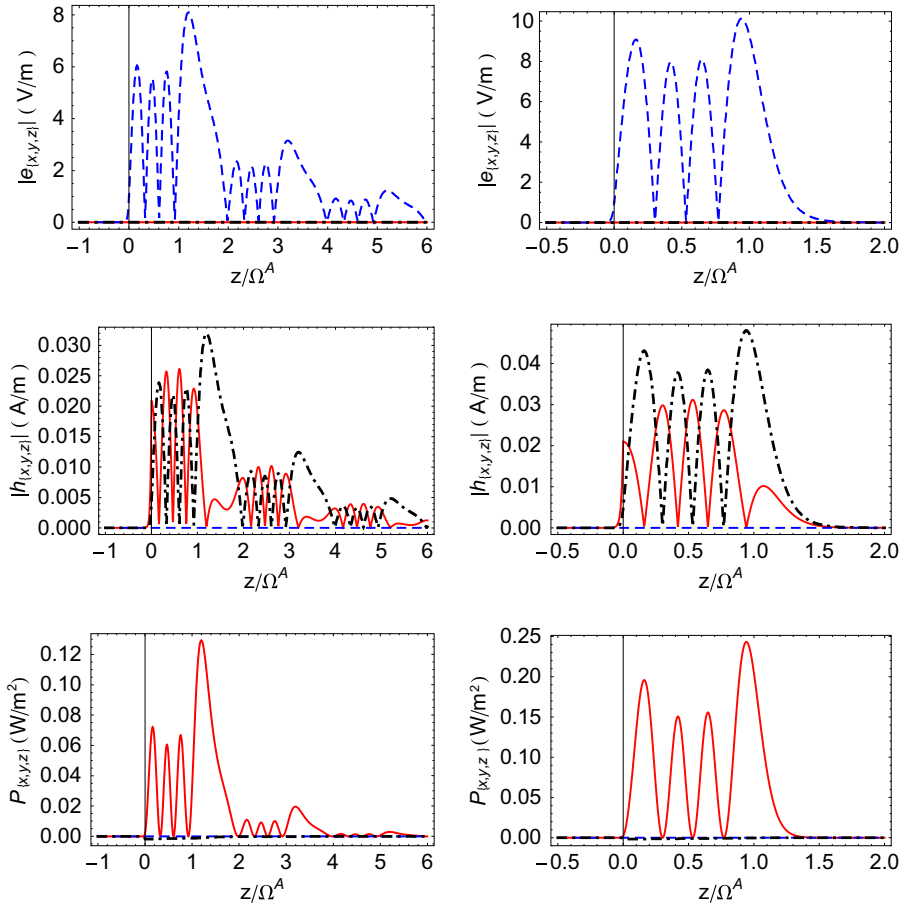 |e{x,y,z}| ( V/m )
8
6
4
2
0
−1 0 1 2 3 4 5 6
z/Ω^A
|e{x,y,z}| ( V/m )
10
8
6
4
2
0
−0.5 0.0 0.5 1.0 1.5 2.0
z/Ω^A
|h{x,y,z}| ( A/m )
0.030
0.025
0.020
0.015
0.010
0.005
0.000
−1 0 1 2 3 4 5 6
z/Ω^A
|h{x,y,z}| ( A/m )
0.04
0.03
0.02
0.01
0.00
−0.5 0.0 0.5 1.0 1.5 2.0
z/Ω^A
P{x,y,z} ( W/m² )
0.12
0.10
0.08
0.06
0.04
0.02
0.00
−1 0 1 2 3 4 5 6
z/Ω^A
P{x,y,z} ( W/m² )
0.25
0.20
0.15
0.10
0.05
0.00
−0.5 0.0 0.5 1.0 1.5 2.0
z/Ω^A